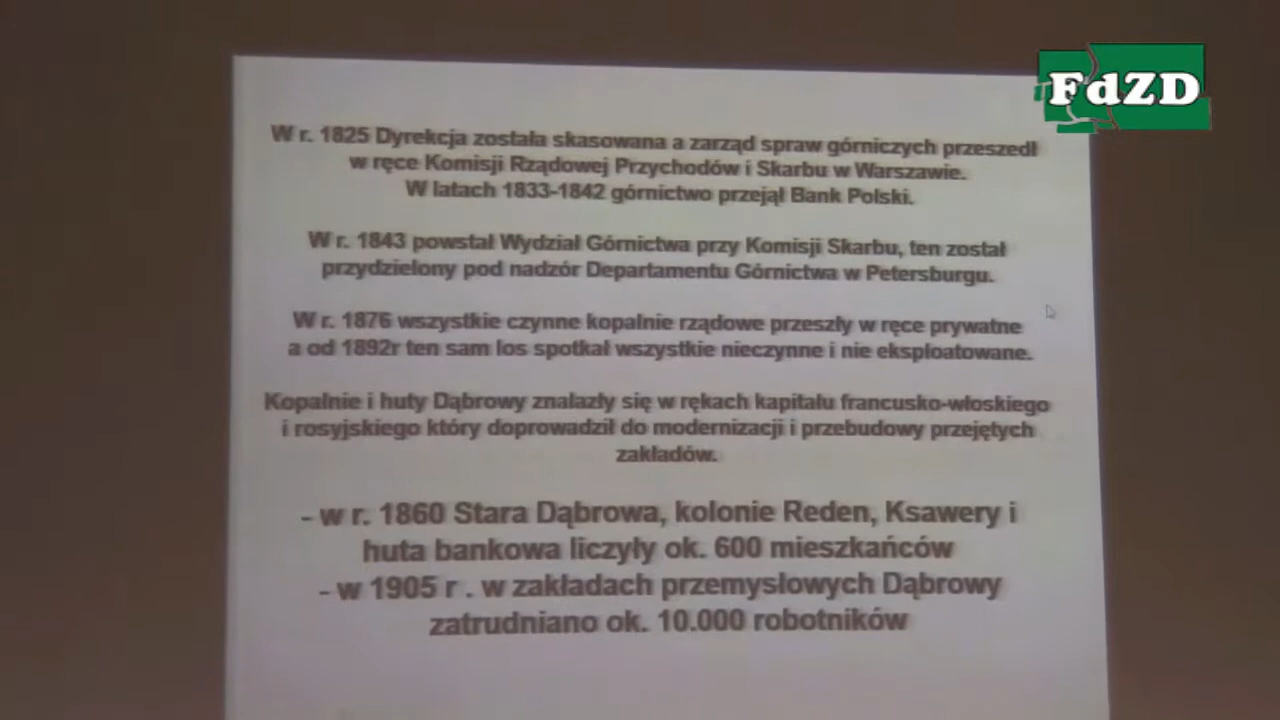 FdZD
W r. 1825 Dyrekcja została skasowana a zarząd spraw górniczych przeszedł
w ręce Komisji Rządowej Przychodów i Skarbu w Warszawie.
W latach 1833-1842 górnictwo przejął Bank Polski.
W r. 1843 powstał Wydział Górnictwa przy Komisji Skarbu, ten został
przydzielony pod nadzór Departamentu Górnictwa w Petersburgu.
W r. 1876 wszystkie czynne kopalnie rządowe przeszły w ręce prywatne
a od 1892r ten sam los spotkał wszystkie nieczynne i nie eksploatowane.
Kopalnie i huty Dąbrowy znalazły się w rękach kapitału francusko-włoskiego
i rosyjskiego który doprowadził do modernizacji i przebudowy przejętych
zakładów.
- w r. 1860 Stara Dąbrowa, kolonie Reden, Ksawery i
huta bankowa liczyły ok. 600 mieszkańców
- w 1905 r . w zakładach przemysłowych Dąbrowy
zatrudniano ok. 10.000 robotników